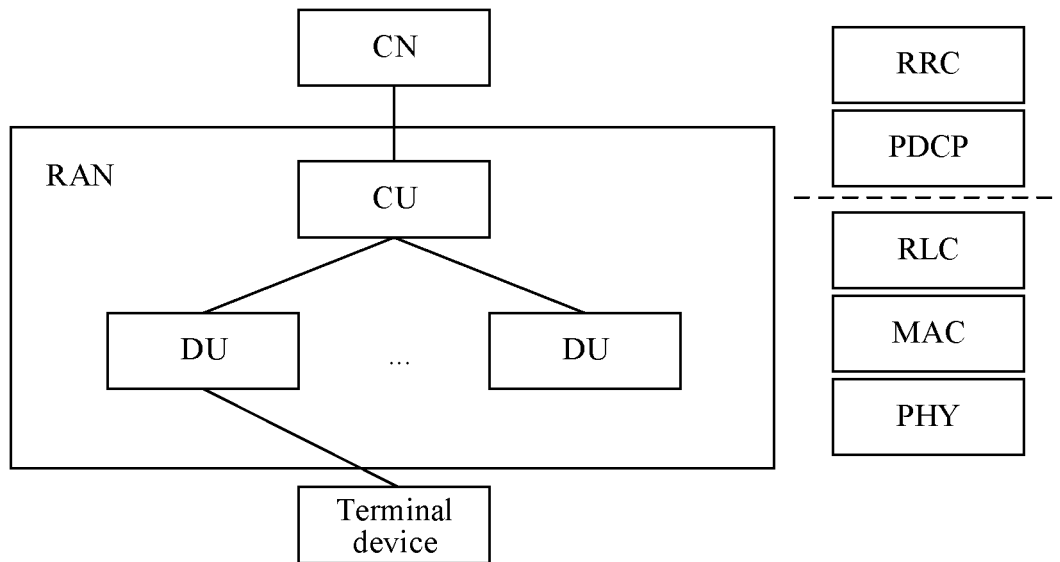 CN
RAN
CU
DU
...
DU
Terminal
device
RRC
PDCP
RLC
MAC
PHY